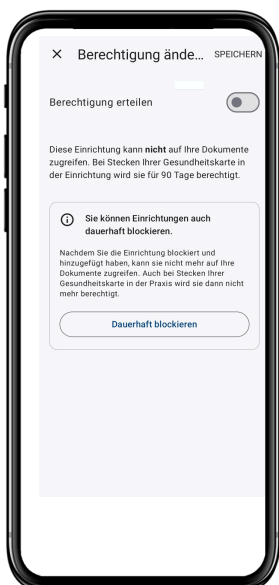 Berechtigung ände... SPEICHERN
Berechtigung erteilen
Diese Einrichtung kann nicht auf Ihre Dokumente
zugreifen. Bei Stecken Ihrer Gesundheitskarte in
der Einrichtung wird sie für 90 Tage berechtigt.
Sie können Einrichtungen auch
dauerhaft blockieren.
Nachdem Sie die Einrichtung blockiert und
hinzugefügt haben, kann sie nicht mehr auf Ihre
Dokumente zugreifen. Auch bei Stecken Ihrer
Gesundheitskarte in der Praxis wird sie dann nicht
mehr berechtigt.
Dauerhaft blockieren